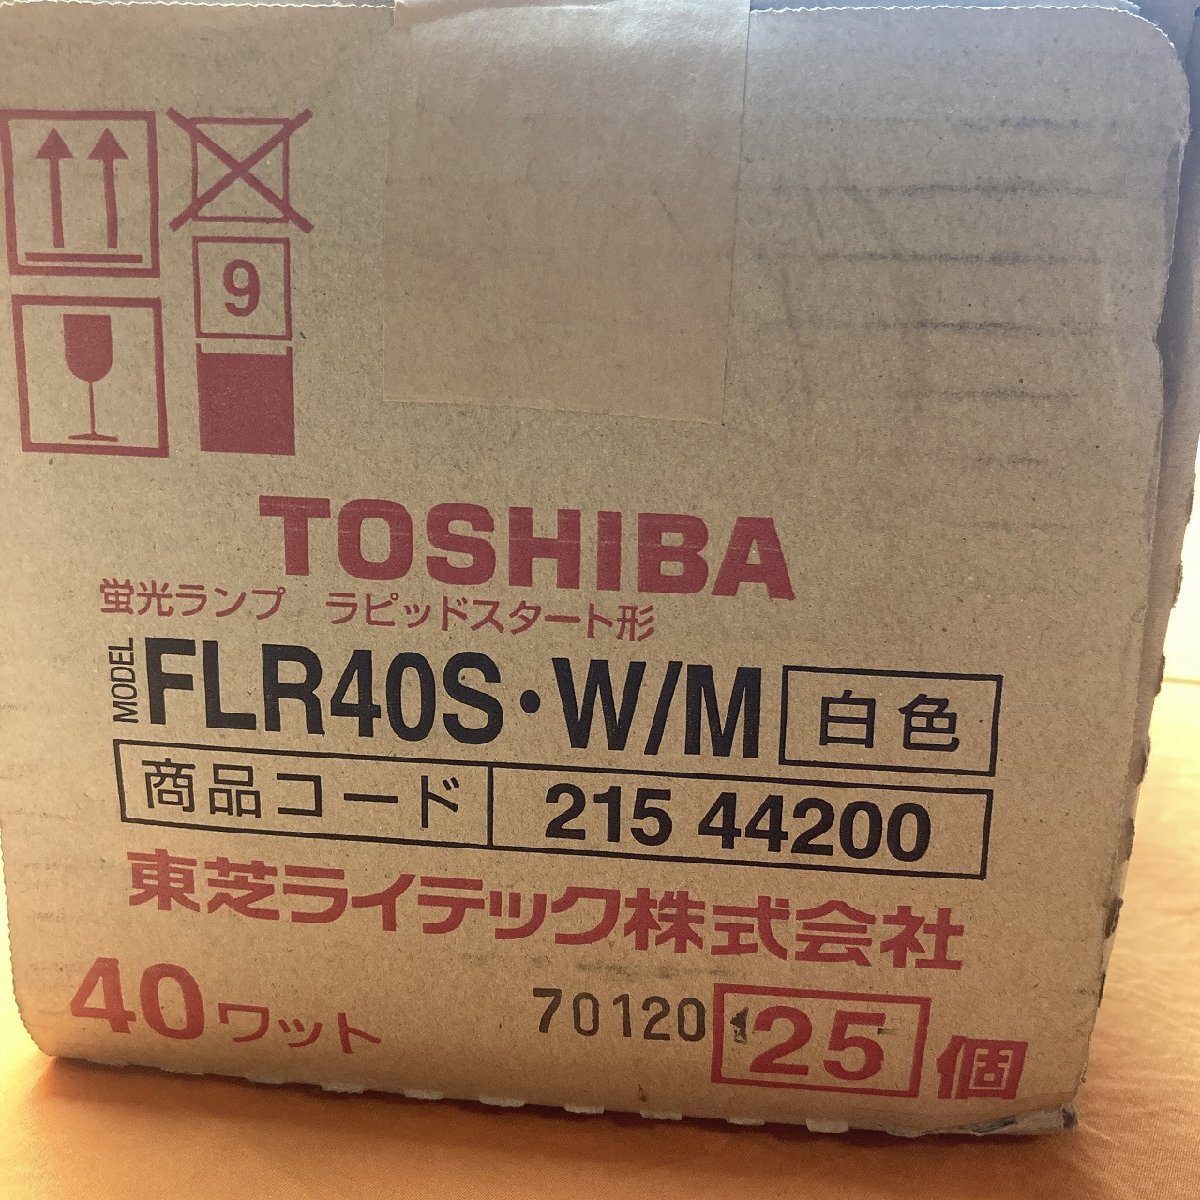 9
TOSHIBA
蛍光ランプ ラピッドスタート形
MODEL FLR40S・W/M 白色
商品コード 215 44200
東芝ライテック株式会社
40ワット 70120 25個